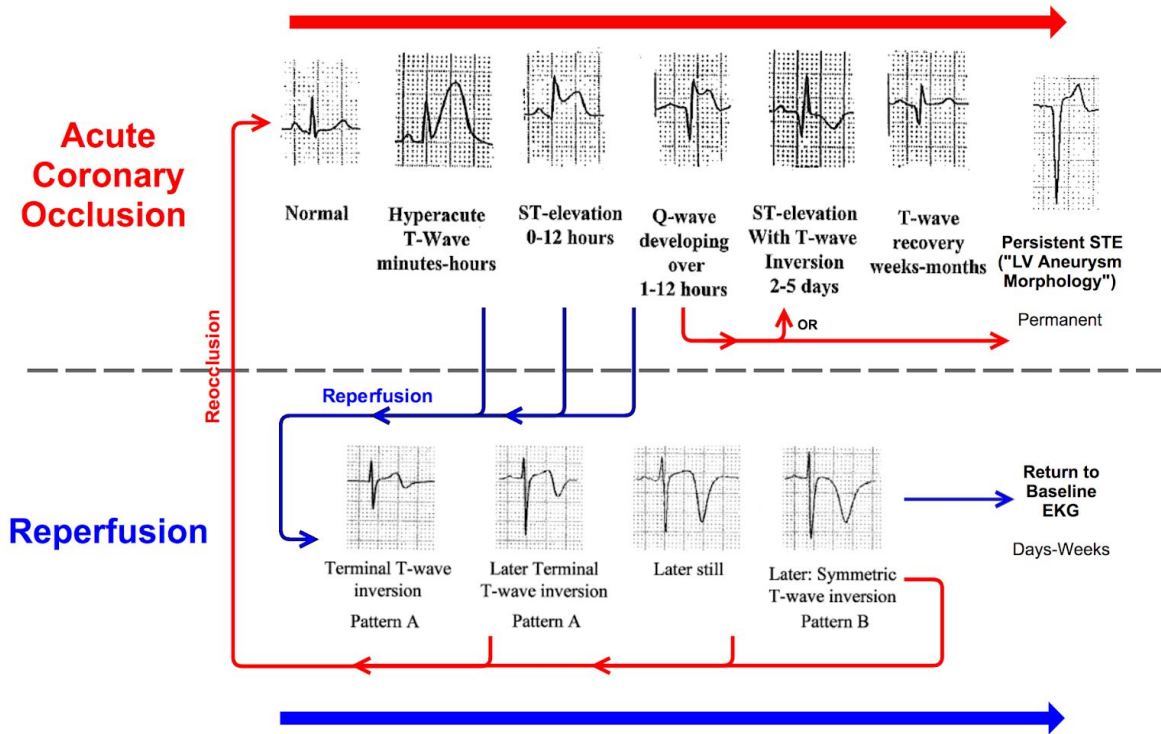 Acute
Coronary
Occlusion
Normal
Hyperacute
T-Wave
minutes-hours
ST-elevation
0-12 hours
Q-wave
developing
over
1-12 hours
ST-elevation
With T-wave
Inversion
2-5 days
T-wave
recovery
weeks-months
Persistent STE
("LV Aneurysm
Morphology")
Permanent
OR
Reocclusion
Reperfusion
Reperfusion
Terminal T-wave
inversion
Pattern A
Later Terminal
T-wave inversion
Pattern A
Later still
Later: Symmetric
T-wave inversion
Pattern B
Return to
Baseline
EKG
Days-Weeks